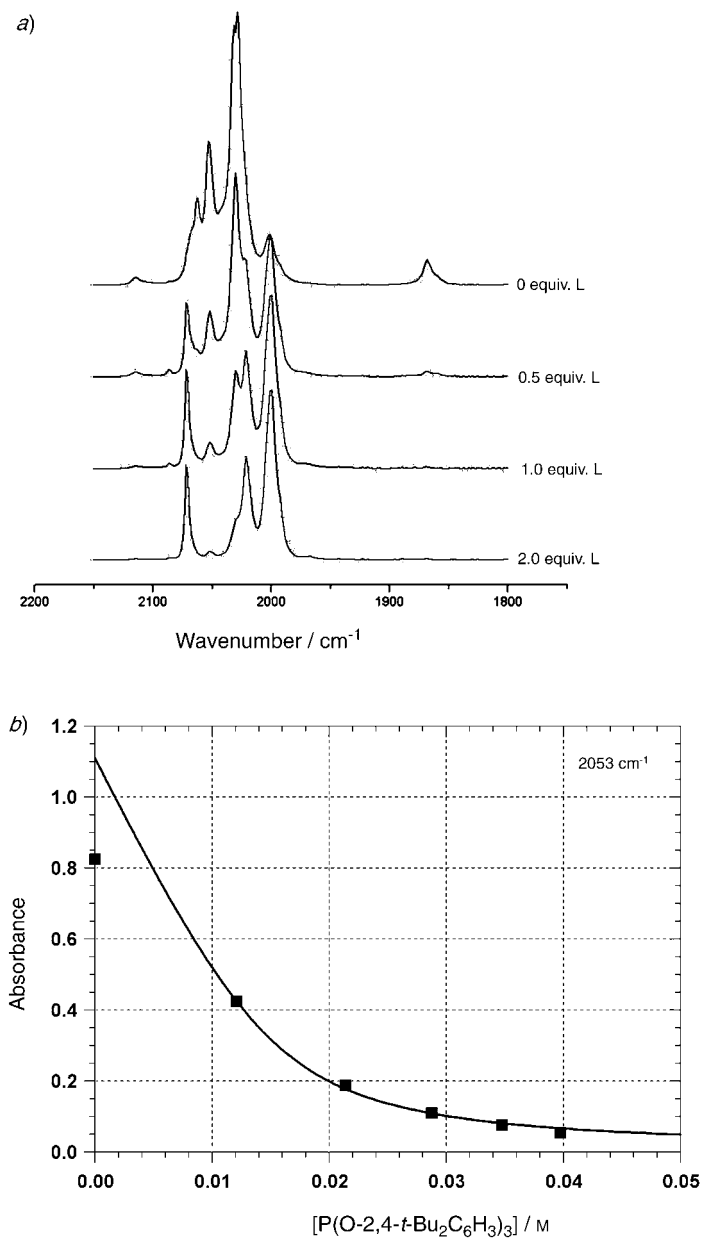 a)
0 equiv. L
0.5 equiv. L
1.0 equiv. L
2.0 equiv. L
2200 2100 2000 1900 1800
Wavenumber / cm-1
b)
1.2
2053 cm-1
1.0
0.8
0.6
0.4
0.2
0.0
Absorbance
0.00 0.01 0.02 0.03 0.04 0.05
[P(O-2,4-t-Bu2C6H3)3] / M